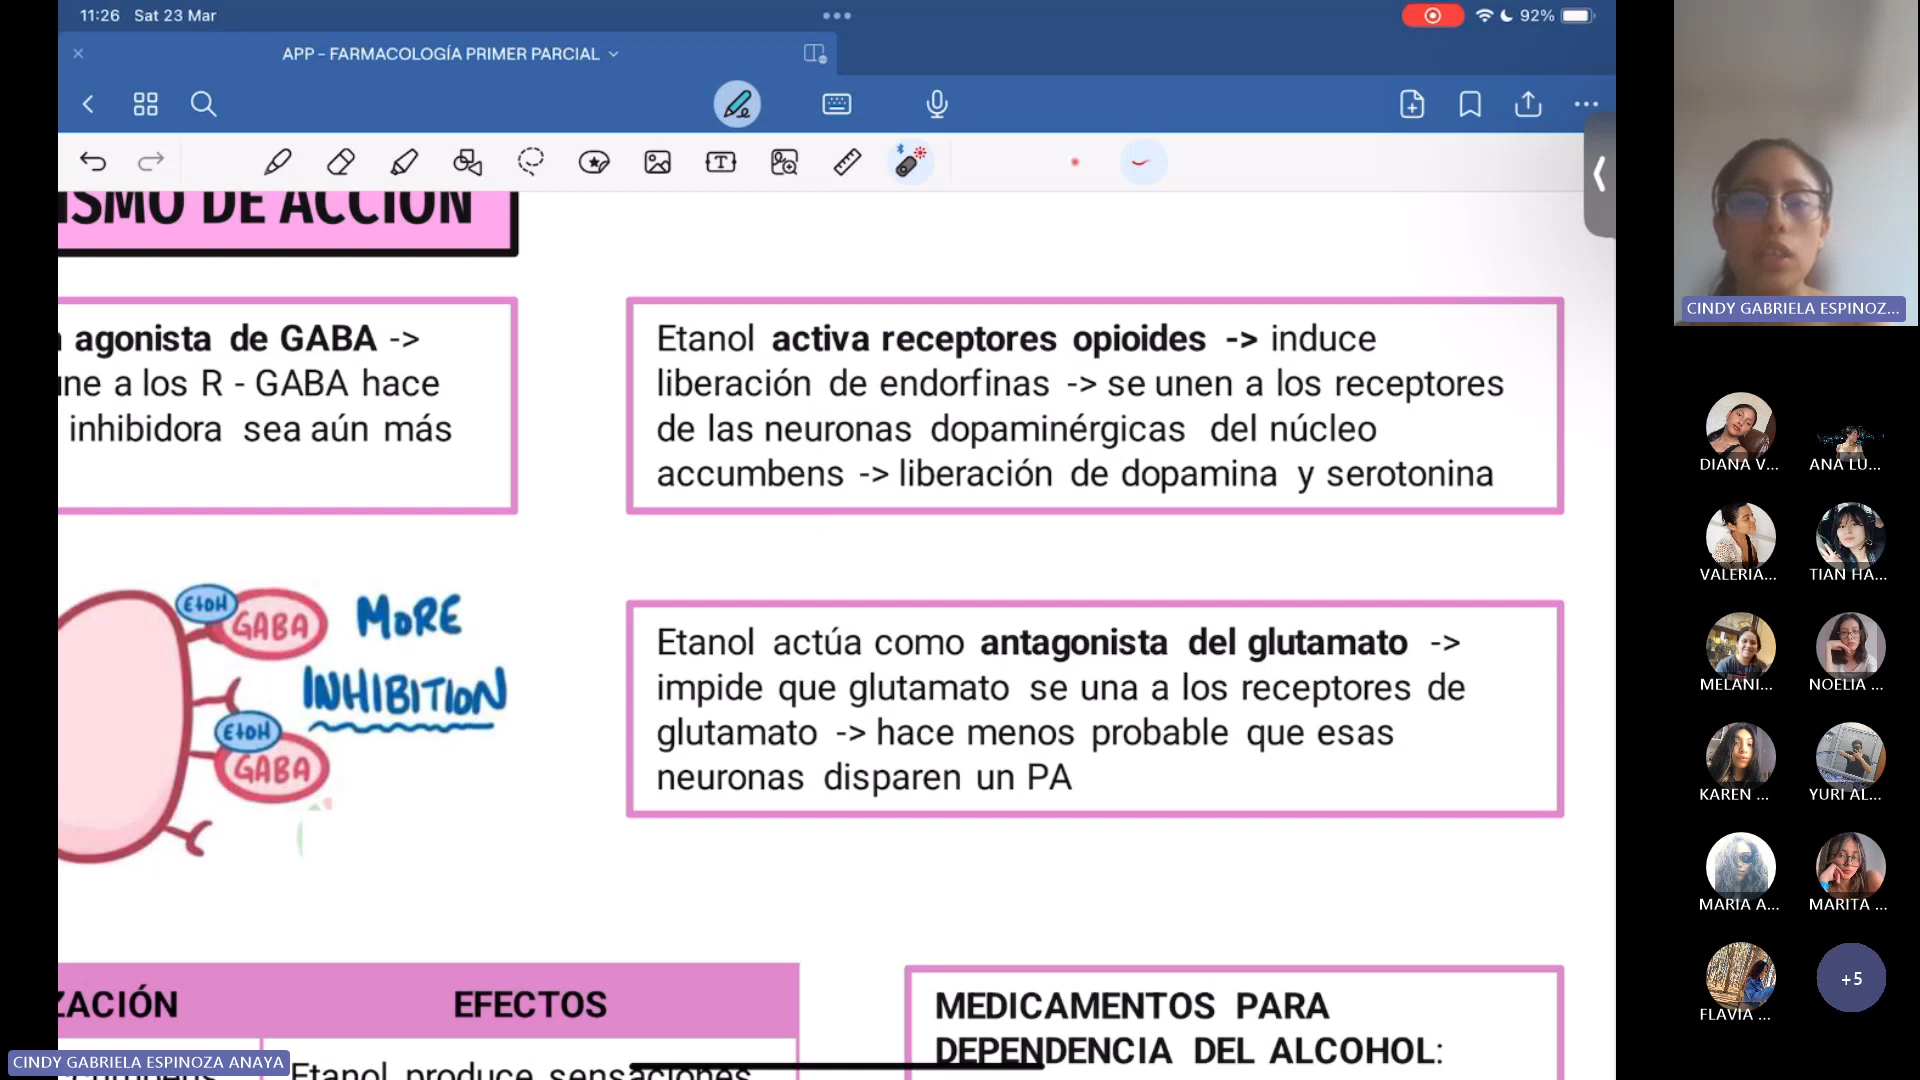 11:26 Sat 23 Mar
92%
APP - FARMACOLOGÍA PRIMER PARCIAL
DE ACCIÓN
agonista de GABA ->
a los R - GABA hace
inhibidora sea aún más
Etanol activa receptores opioides -> induce
liberación de endorfinas -> se unen a los receptores
de las neuronas dopaminérgicas del núcleo
accumbens -> liberación de dopamina y serotonina
EtOH
GABA
MORE
INHIBITION
EtOH
GABA
Etanol actúa como antagonista del glutamato ->
impide que glutamato se una a los receptores de
glutamato -> hace menos probable que esas
neuronas disparen un PA
EFECTOS
Etanol produce sensaciones
MEDICAMENTOS PARA
DEPENDENCIA DEL ALCOHOL:
CINDY GABRIELA ESPINOZA ANAYA
CINDY GABRIELA ESPINOZ...
DIANA V...
ANA LU...
VALERIA...
TIAN HA...
MELANI...
NOELIA ...
KAREN ...
YURI AL...
MARIA A...
MARITA ...
FLAVIA ...
+5